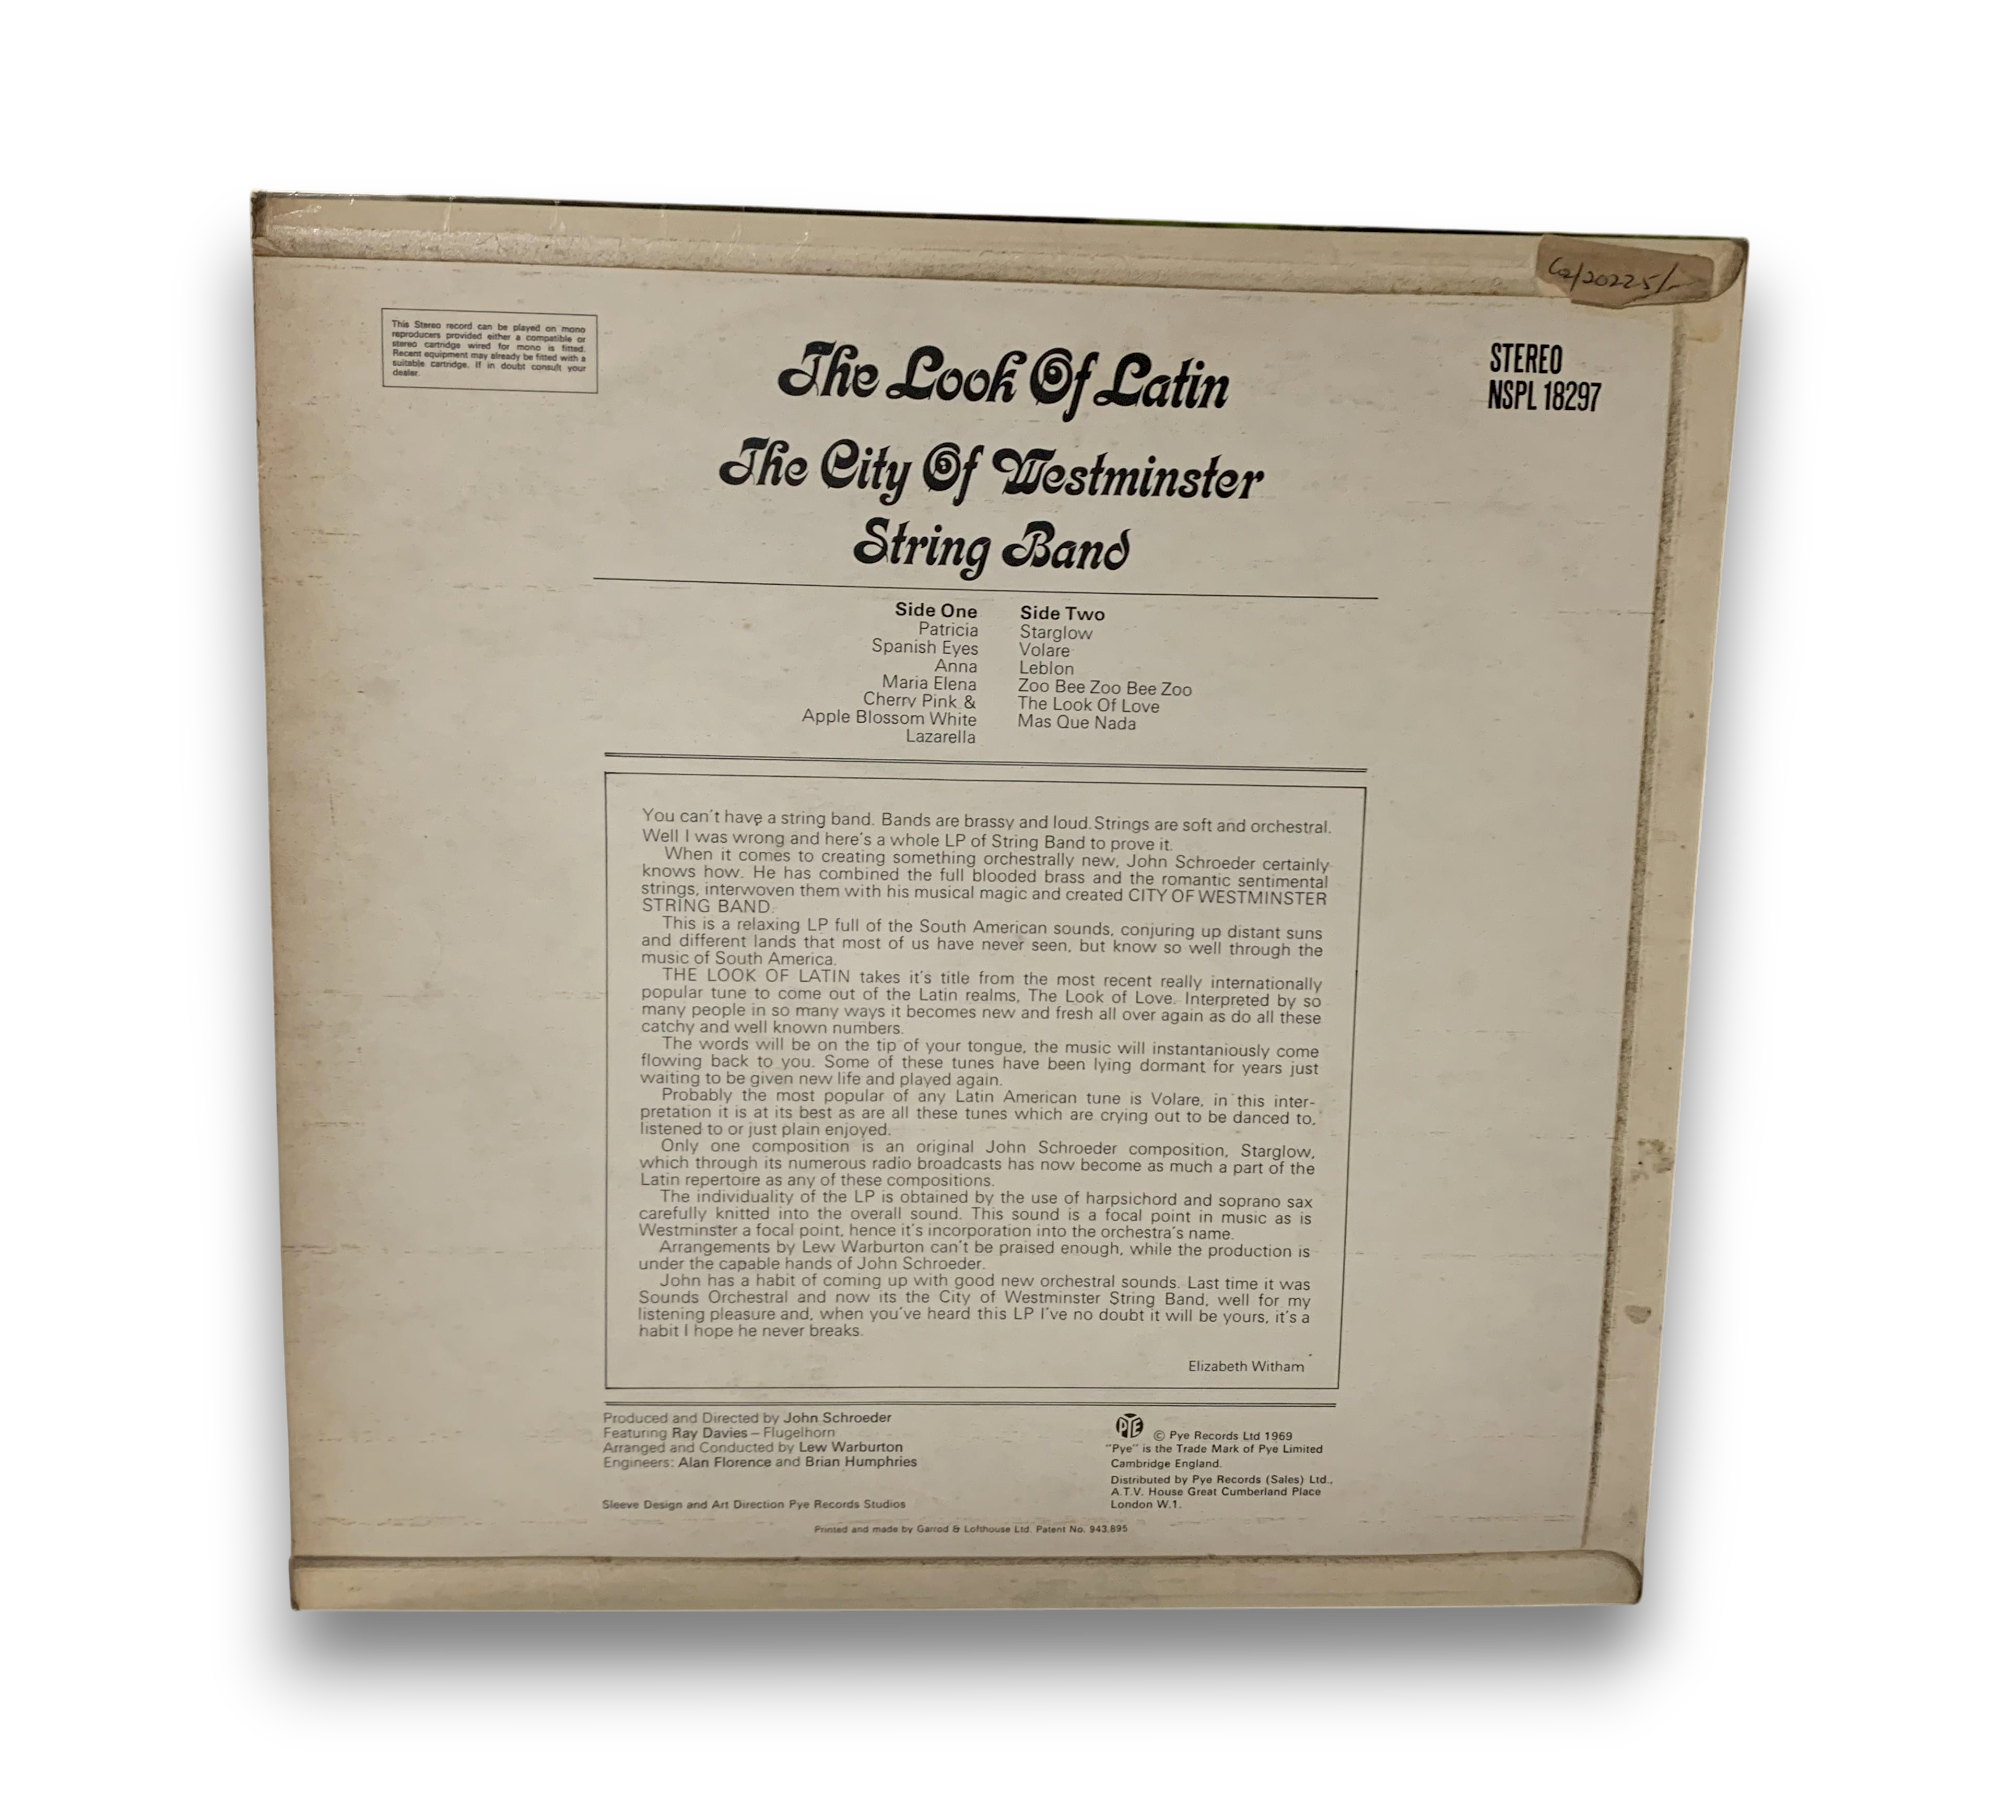 This Stereo record can be played on mono
reproducers provided either a compatible or
stereo cartridge wired for mono is fitted.
Recent equipment may already be fitted with a
suitable cartridge. If in doubt consult your
dealer.
STEREO
NSPL 18297
The Look Of Latin
The City Of Westminster
String Band
Side One
Patricia
Spanish Eyes
Anna
Maria Elena
Cherry Pink &
Apple Blossom White
Lazarella
Side Two
Starglow
Volare
Leblon
Zoo Bee Zoo Bee Zoo
The Look Of Love
Mas Que Nada
You can't have a string band. Bands are brassy and loud. Strings are soft and orchestral.
Well I was wrong and here's a whole LP of String Band to prove it.
When it comes to creating something orchestrally new, John Schroeder certainly
knows how. He has combined the full blooded brass and the romantic sentimental
strings, interwoven them with his musical magic and created CITY OF WESTMINSTER
STRING BAND.
This is a relaxing LP full of the South American sounds, conjuring up distant suns
and different lands that most of us have never seen, but know so well through the
music of South America.
THE LOOK OF LATIN takes it's title from the most recent really internationally
popular tune to come out of the Latin realms, The Look of Love. Interpreted by so
many people in so many ways it becomes new and fresh all over again as do all these
catchy and well known numbers.
The words will be on the tip of your tongue, the music will instantaniously come
flowing back to you. Some of these tunes have been lying dormant for years just
waiting to be given new life and played again.
Probably the most popular of any Latin American tune is Volare, in this inter-
pretation it is at its best as are all these tunes which are crying out to be danced to,
listened to or just plain enjoyed.
Only one composition is an original John Schroeder composition, Starglow,
which through its numerous radio broadcasts has now become as much a part of the
Latin repertoire as any of these compositions.
The individuality of the LP is obtained by the use of harpsichord and soprano sax
carefully knitted into the overall sound. This sound is a focal point in music as is
Westminster a focal point, hence it's incorporation into the orchestra's name.
Arrangements by Lew Warburton can't be praised enough, while the production is
under the capable hands of John Schroeder.
John has a habit of coming up with good new orchestral sounds. Last time it was
Sounds Orchestral and now its the City of Westminster String Band, well for my
listening pleasure and, when you've heard this LP I've no doubt it will be yours, it's a
habit I hope he never breaks.
Elizabeth Witham
Produced and Directed by John Schroeder
Featuring Ray Davies – Flugelhorn
Arranged and Conducted by Lew Warburton
Engineers: Alan Florence and Brian Humphries
Sleeve Design and Art Direction Pye Records Studios
PYE
© Pye Records Ltd 1969
"Pye" is the Trade Mark of Pye Limited
Cambridge England.
Distributed by Pye Records (Sales) Ltd.,
A.T.V. House Great Cumberland Place
London W.1.
Printed and made by Garrod & Lofthouse Ltd. Patent No. 943,895